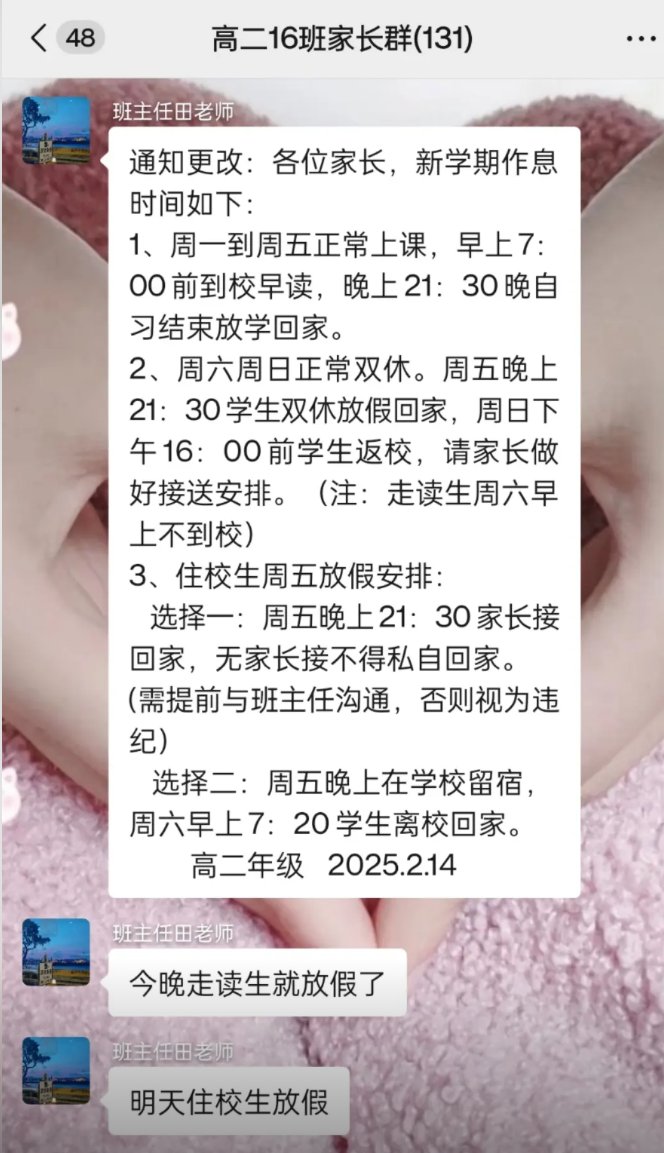 48
高二16班家长群(131)
班主任田老师
通知更改：各位家长，新学期作息
时间如下：
1、周一到周五正常上课，早上7：
00前到校早读，晚上21：30晚自
习结束放学回家。
2、周六周日正常双休。周五晚上
21：30学生双休放假回家，周日下
午16：00前学生返校，请家长做
好接送安排。（注：走读生周六早
上不到校）
3、住校生周五放假安排：
选择一：周五晚上21：30家长接
回家，无家长接不得私自回家。
(需提前与班主任沟通，否则视为违
纪）
选择二：周五晚上在学校留宿，
周六早上7：20学生离校回家。
高二年级 2025.2.14
班主任田老师
今晚走读生就放假了
班主任田老师
明天住校生放假